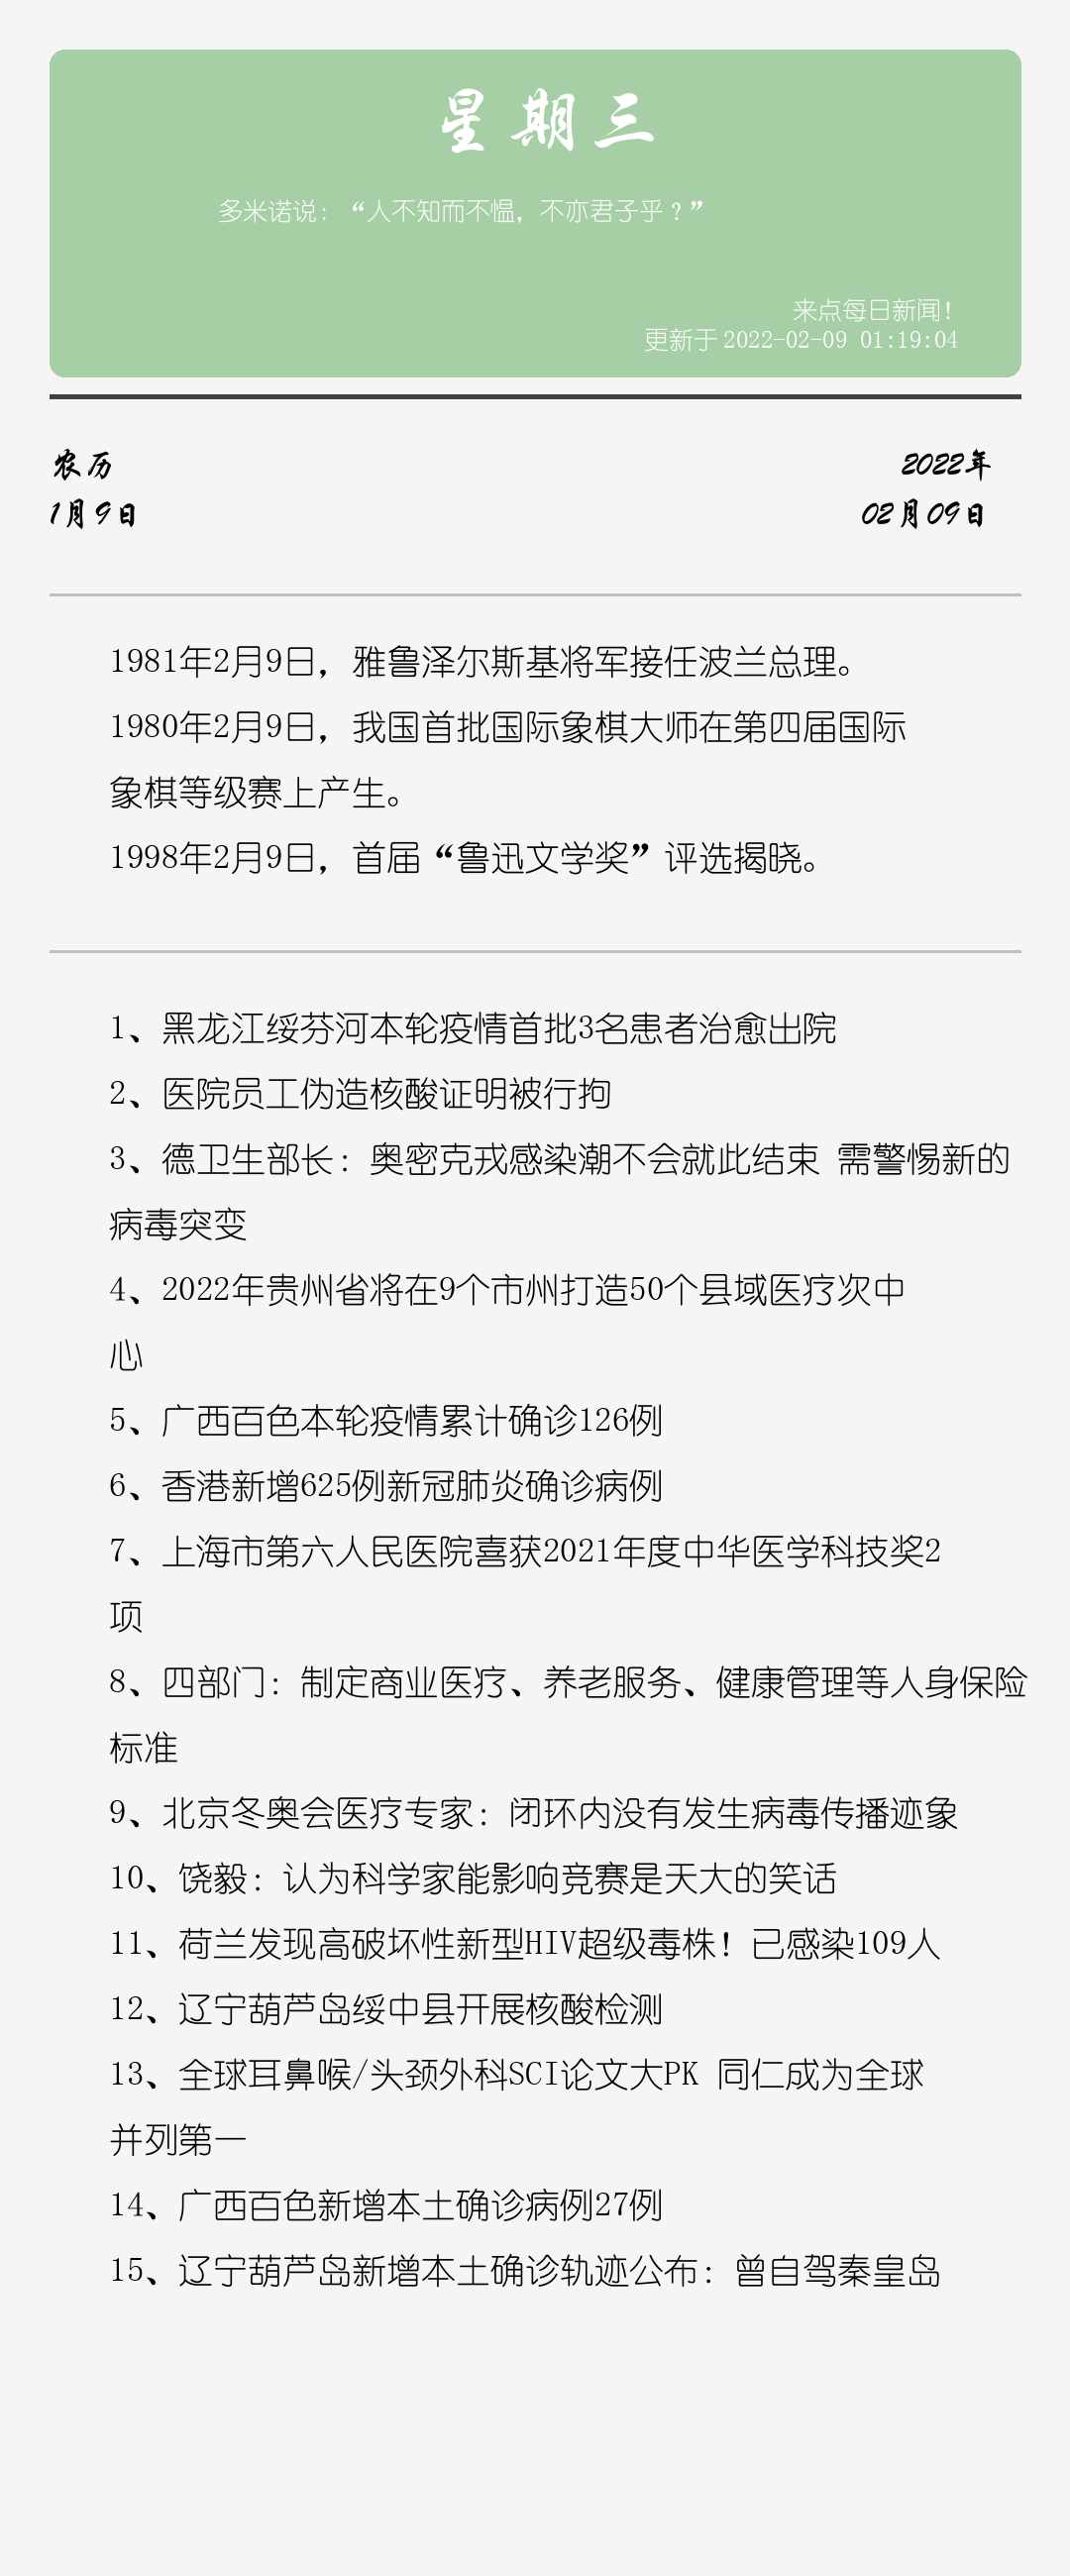 星期三
多米诺说：“人不知而不愠，不亦君子乎？”
来点每日新闻！
更新于2022-02-09 01:19:04
农历
2022年
1月9日
02月09日
1981年2月9日，雅鲁泽尔斯基将军接任波兰总理。
1980年2月9日，我国首批国际象棋大师在第四届国际
象棋等级赛上产生。
1998年2月9日，首届“鲁迅文学奖”评选揭晓。
1、黑龙江绥芬河本轮疫情首批3名患者治愈出院
2、医院员工伪造核酸证明被行拘
3、德卫生部长：奥密克戎感染潮不会就此结束 需警惕新的
病毒突变
4、2022年贵州省将在9个市州打造50个县域医疗次中
心
5、广西百色本轮疫情累计确诊126例
6、香港新增625例新冠肺炎确诊病例
7、上海市第六人民医院喜获2021年度中华医学科技奖2
项
8、四部门：制定商业医疗、养老服务、健康管理等人身保险
标准
9、北京冬奥会医疗专家：闭环内没有发生病毒传播迹象
10、饶毅：认为科学家能影响竞赛是天大的笑话
11、荷兰发现高破坏性新型HIV超级毒株！已感染109人
12、辽宁葫芦岛绥中县开展核酸检测
13、全球耳鼻喉/头颈外科SCI论文大PK 同仁成为全球
并列第一
14、广西百色新增本土确诊病例27例
15、辽宁葫芦岛新增本土确诊轨迹公布：曾自驾秦皇岛